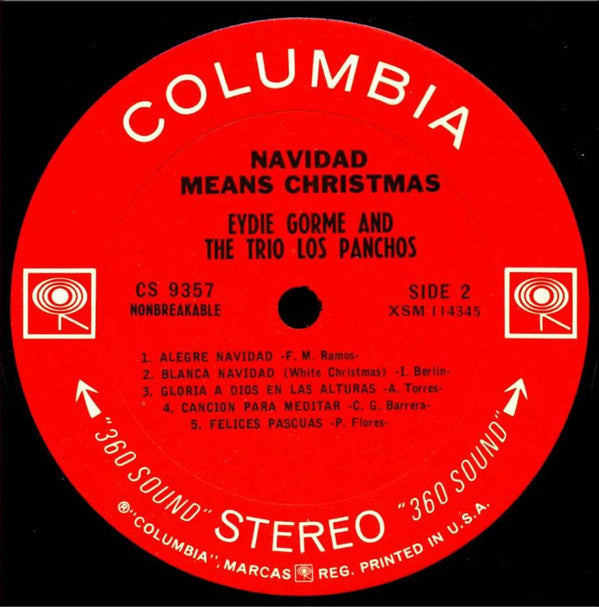 COLUMBIA
NAVIDAD
MEANS CHRISTMAS
EYDIE GORME AND
THE TRIO LOS PANCHOS
CS 9357
NONBREAKABLE
SIDE 2
XSM 114345
1. ALEGRE NAVIDAD -F. M. Ramos-
2. BLANCA NAVIDAD (White Christmas) -I. Berlin-
3. GLORIA A DIOS EN LAS ALTURAS -A. Torres-
4. CANCION PARA MEDITAR -C. G. Barrera-
5. FELICES PASCUAS -P. Flores-
"360 SOUND" STEREO "360 SOUND"
®"COLUMBIA", MARCAS REG. PRINTED IN U.S.A.